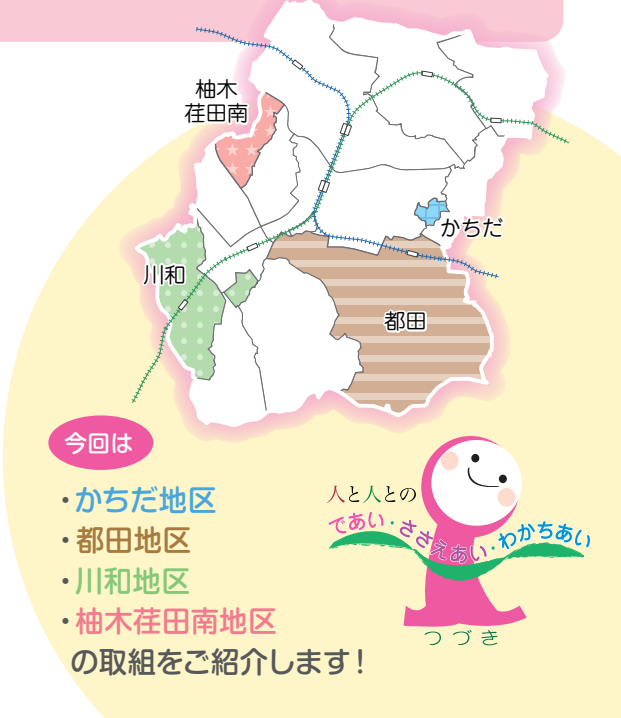 柚木
荏田南
かちだ
川和
都田
今回は
・かちだ地区
・都田地区
・川和地区
・柚木荏田南地区
の取組をご紹介します！
人と人との
であい・ささえあい・わかちあい
つづき